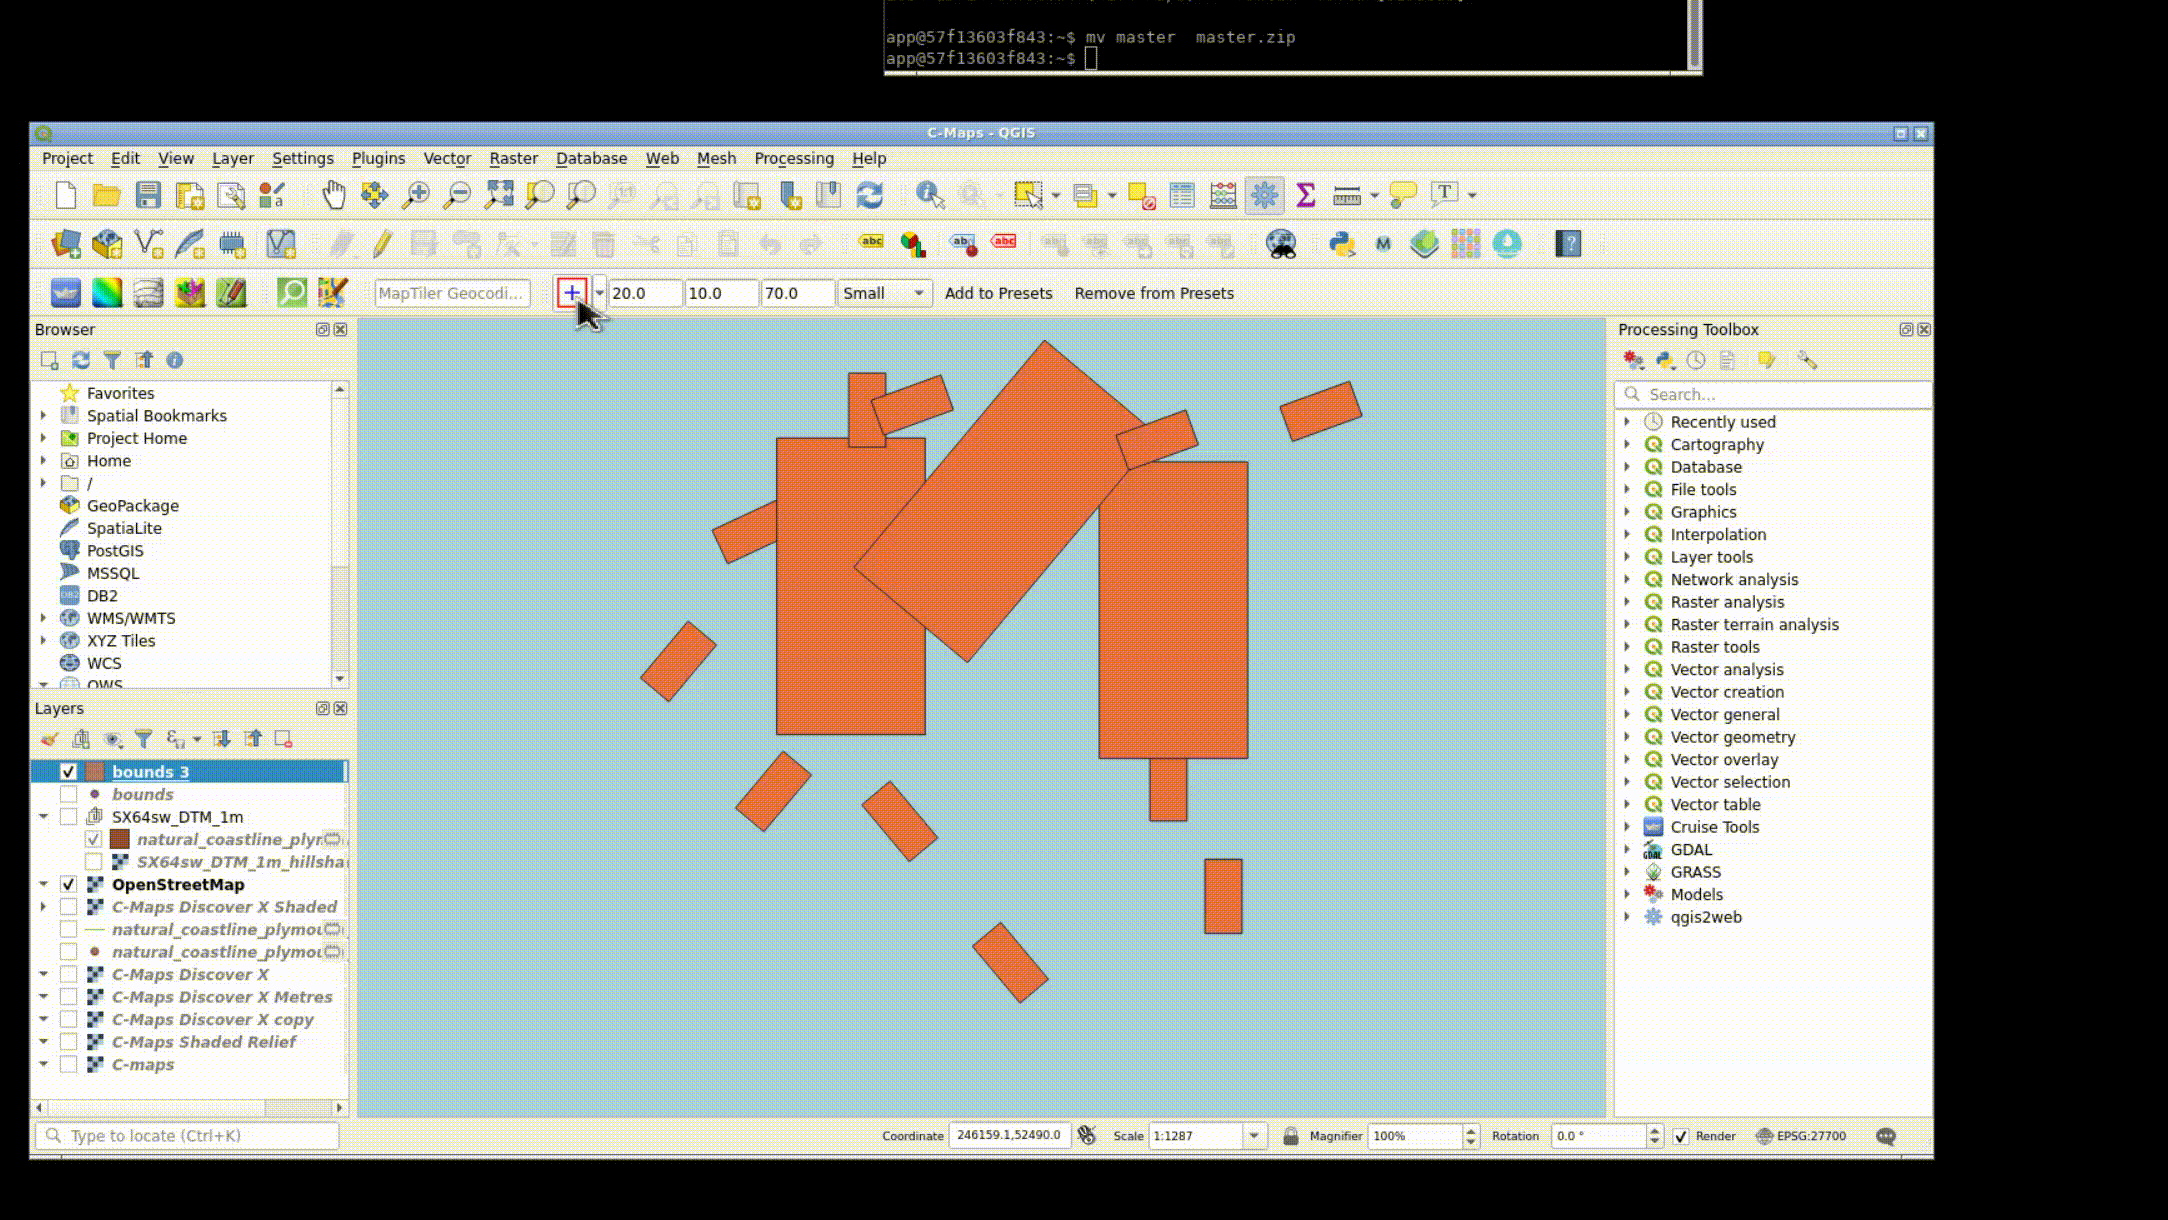 app@57f13603f843:~$ mv master  master.zip
app@57f13603f843:~$
C-Maps - QGIS
Project Edit View Layer Settings Plugins Vector Raster Database Web Mesh Processing Help
MapTiler Geocodi... 20.0 10.0 70.0 Small Add to Presets Remove from Presets
Browser
Favorites
Spatial Bookmarks
Project Home
Home
/
GeoPackage
SpatiaLite
PostGIS
MSSQL
DB2
WMS/WMTS
XYZ Tiles
WCS
OWS
Layers
bounds 3
bounds
SX64sw_DTM_1m
natural_coastline_plyr
SX64sw_DTM_1m_hillsha
OpenStreetMap
C-Maps Discover X Shaded
natural_coastline_plymou
natural_coastline_plymou
C-Maps Discover X
C-Maps Discover X Metres
C-Maps Discover X copy
C-Maps Shaded Relief
C-maps
Processing Toolbox
Search...
Recently used
Cartography
Database
File tools
Graphics
Interpolation
Layer tools
Network analysis
Raster analysis
Raster terrain analysis
Raster tools
Vector analysis
Vector creation
Vector general
Vector geometry
Vector overlay
Vector selection
Vector table
Cruise Tools
GDAL
GRASS
Models
qgis2web
Type to locate (Ctrl+K) Coordinate 246159.1,52490.0 Scale 1:1287 Magnifier 100% Rotation 0.0 ° Render EPSG:27700